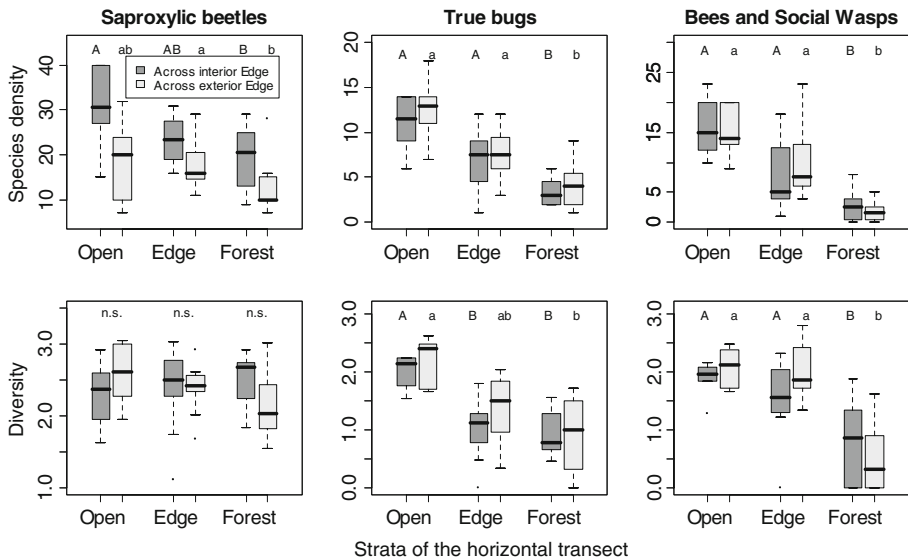 Saproxylic beetles True bugs Bees and Social Wasps
Species density
40
30
20
10
A ab AB a B b
Across interior Edge
Across exterior Edge
Open Edge Forest
20
15
10
5
0
A a A a B b
Open Edge Forest
25
15
5
0
A a A a B b
Open Edge Forest
Diversity
3.0
2.0
1.0
n.s. n.s. n.s.
Open Edge Forest
3.0
2.0
1.0
0.0
A a B ab B b
Open Edge Forest
3.0
2.0
1.0
0.0
A a A a B b
Open Edge Forest
Strata of the horizontal transect